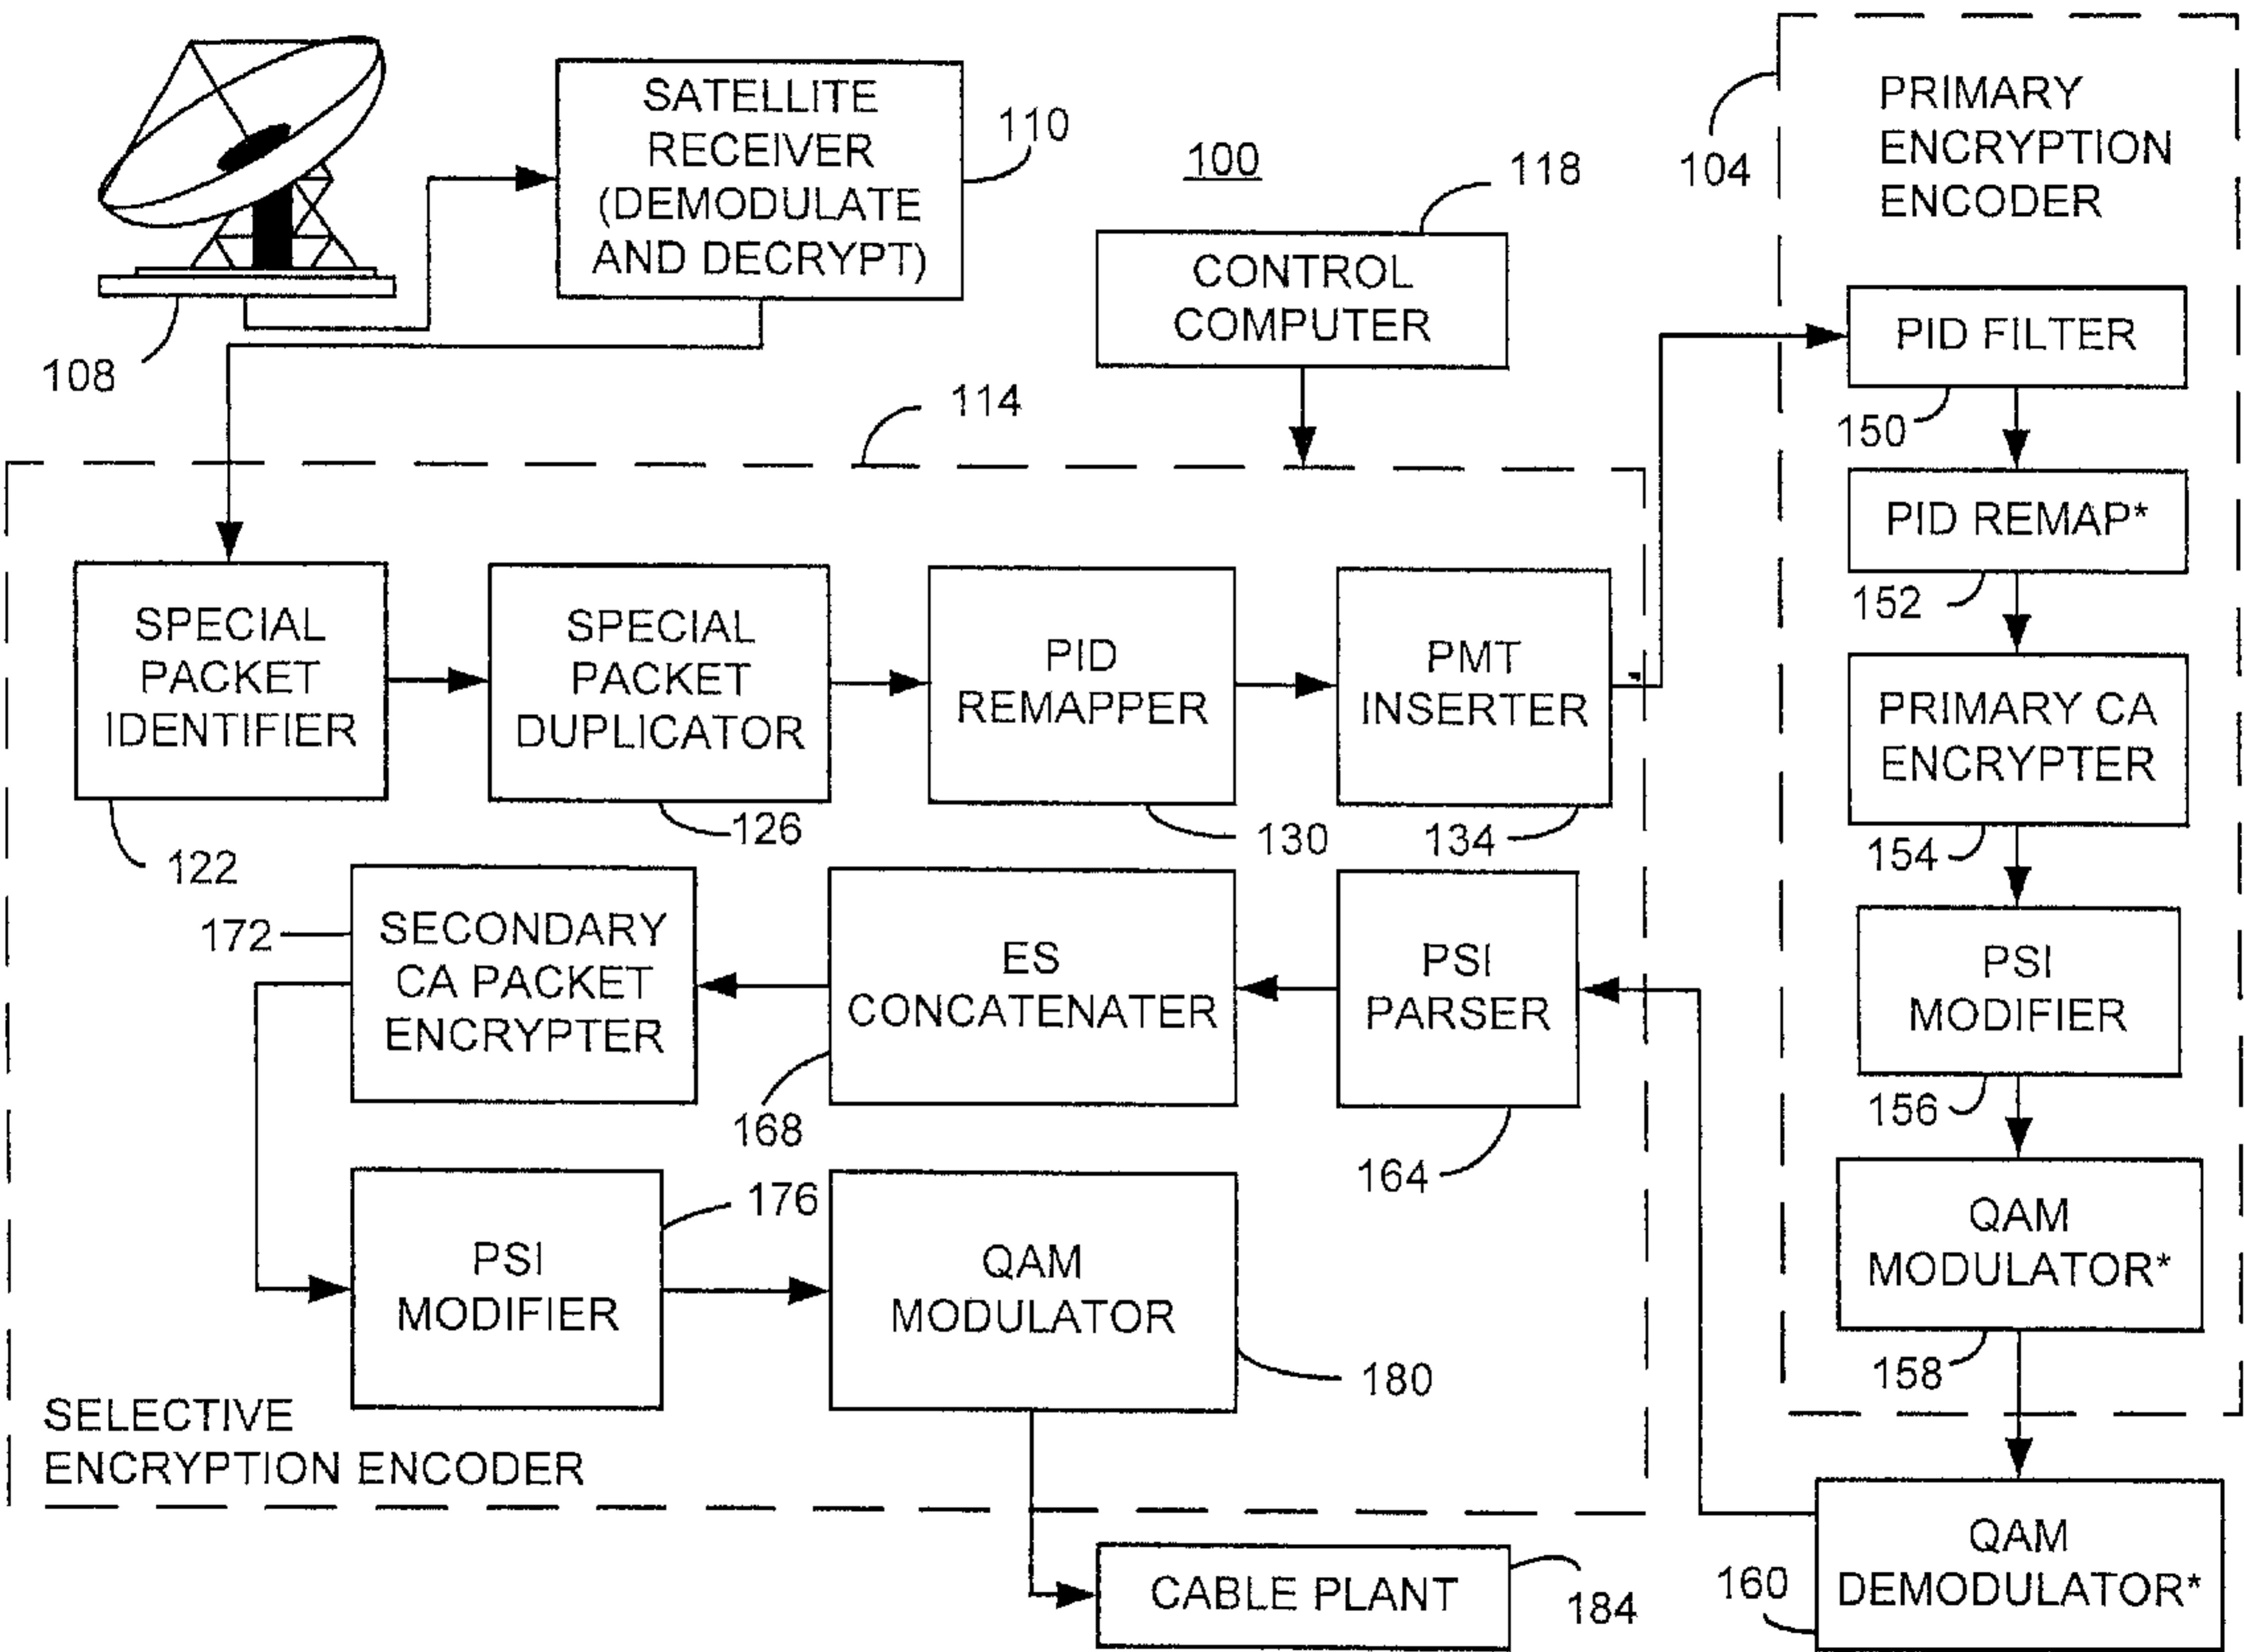 SATELLITE
RECEIVER
(DEMODULATE
AND DECRYPT)
110
100
118
CONTROL
COMPUTER
104
PRIMARY
ENCRYPTION
ENCODER
108
114
PID FILTER
150
PID REMAP*
152
SPECIAL
PACKET
IDENTIFIER
122
SPECIAL
PACKET
DUPLICATOR
126
PID
REMAPPER
130
PMT
INSERTER
134
PRIMARY CA
ENCRYPTER
154
172
SECONDARY
CA PACKET
ENCRYPTER
ES
CONCATENATER
168
PSI
PARSER
164
PSI
MODIFIER
156
PSI
MODIFIER
176
QAM
MODULATOR
180
QAM
MODULATOR*
158
SELECTIVE
ENCRYPTION ENCODER
CABLE PLANT
184
160
QAM
DEMODULATOR*